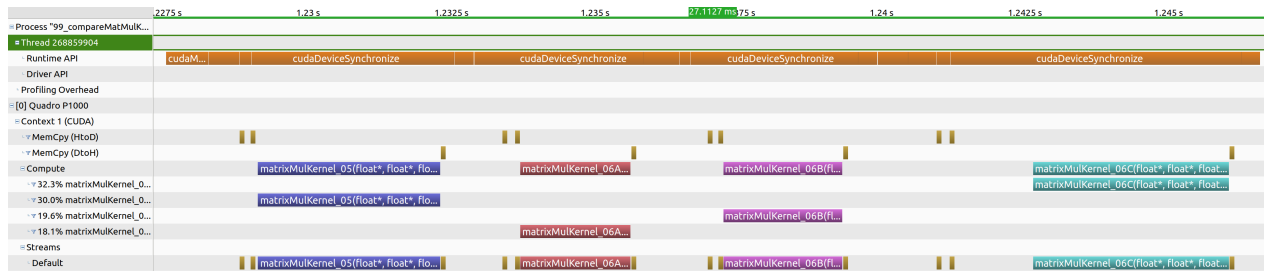 .2275 s 1.23 s 1.2325 s 1.235 s 27.1127 ms 75 s 1.24 s 1.2425 s 1.245 s
Process "99_compareMatMulK...
Thread 268859904
Runtime API cudaM... cudaDeviceSynchronize cudaDeviceSynchronize cudaDeviceSynchronize cudaDeviceSynchronize
Driver API
Profiling Overhead
[0] Quadro P1000
Context 1 (CUDA)
MemCpy (HtoD)
MemCpy (DtoH)
Compute matrixMulKernel_05(float*, float*, flo... matrixMulKernel_06A... matrixMulKernel_06B(fl... matrixMulKernel_06C(float*, float*, float...
32.3% matrixMulKernel_0... matrixMulKernel_06C(float*, float*, float...
30.0% matrixMulKernel_0... matrixMulKernel_05(float*, float*, flo...
19.6% matrixMulKernel_0... matrixMulKernel_06B(fl...
18.1% matrixMulKernel_0... matrixMulKernel_06A...
Streams
Default matrixMulKernel_05(float*, float*, flo... matrixMulKernel_06A... matrixMulKernel_06B(fl... matrixMulKernel_06C(float*, float*, float...